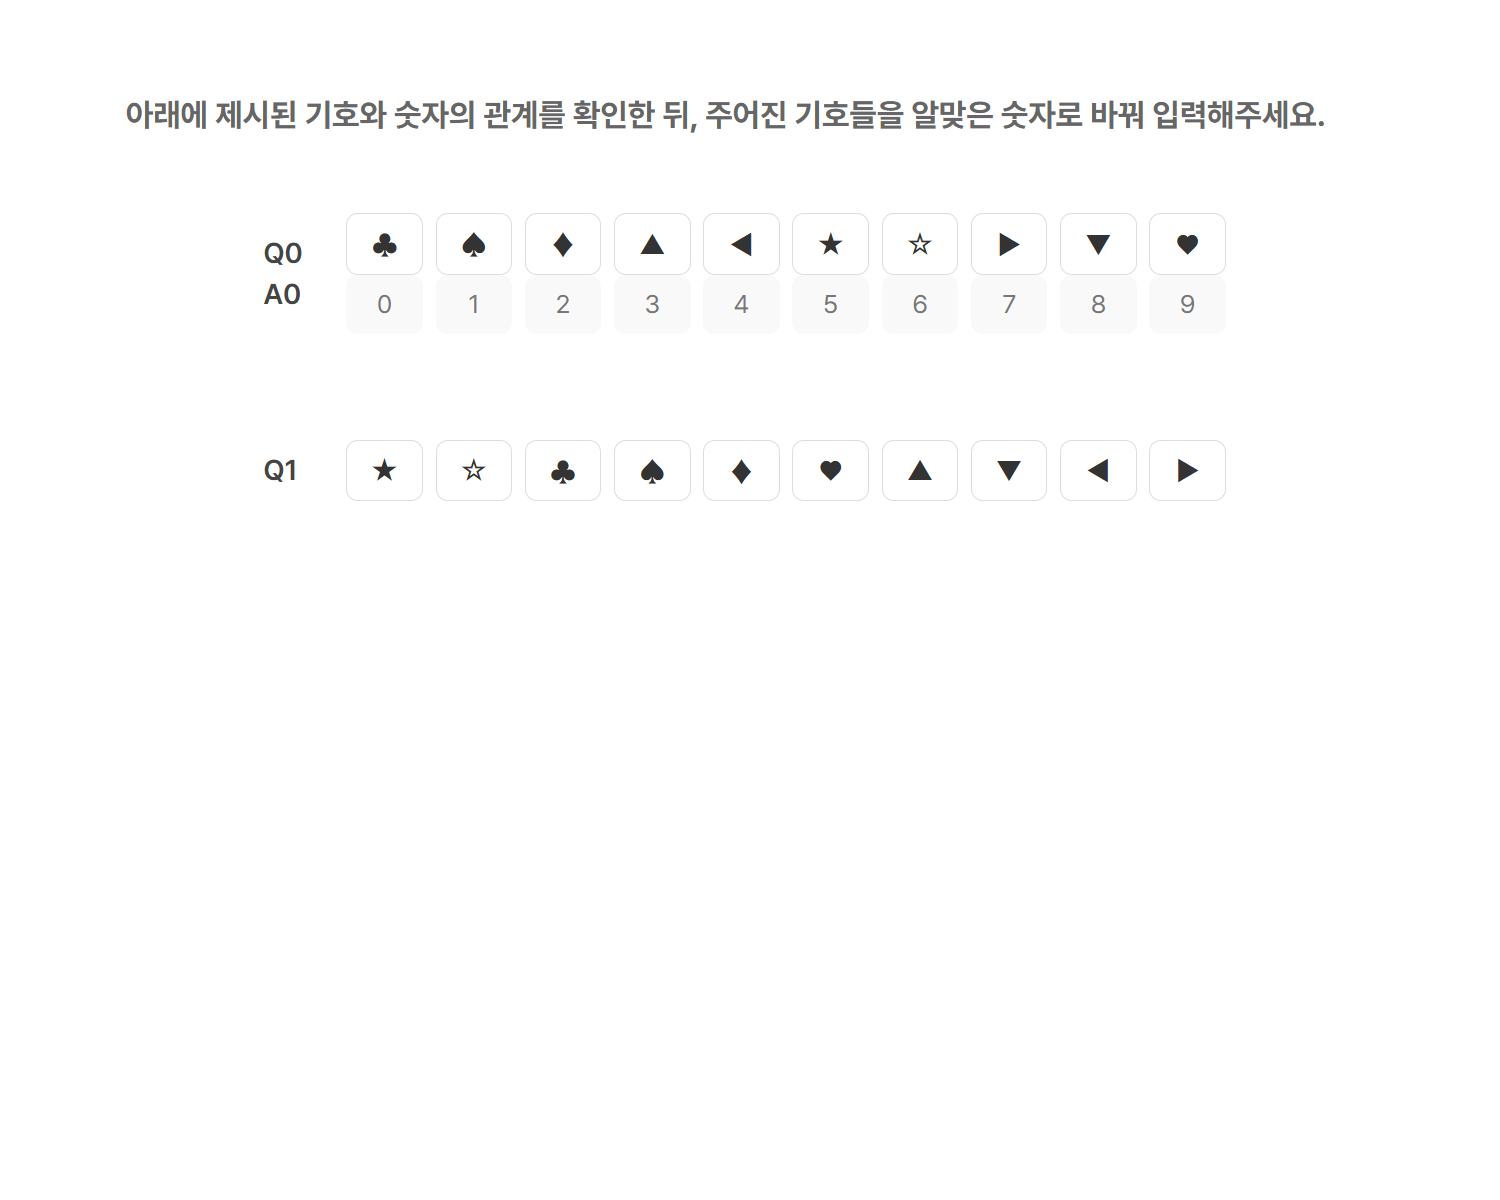 아래에 제시된 기호와 숫자의 관계를 확인한 뒤, 주어진 기호들을 알맞은 숫자로 바꿔 입력해주세요.
Q0 ♣ ♠ ♦ ▲ ◀ ★ ☆ ▶ ▼ ♥
A0 0 1 2 3 4 5 6 7 8 9
Q1 ★ ☆ ♣ ♠ ♦ ♥ ▲ ▼ ◀ ▶